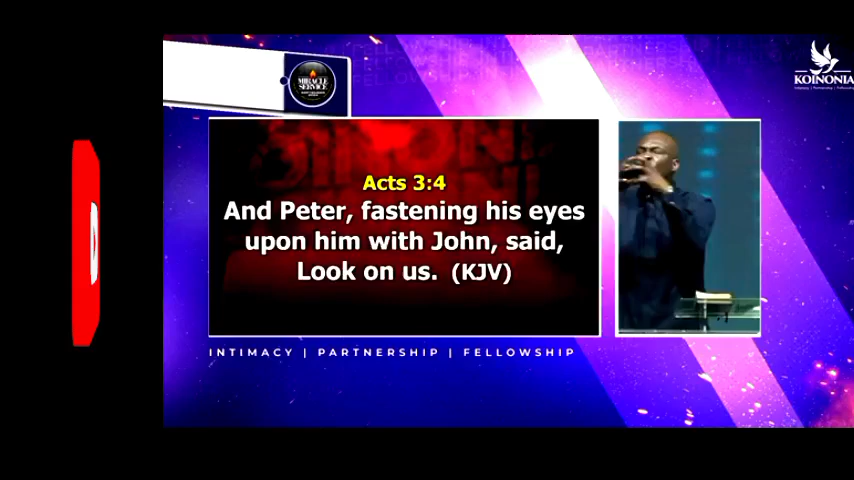 MIRACLE
SERVICE
KOINONIA
Acts 3:4
And Peter, fastening his eyes
upon him with John, said,
Look on us. (KJV)
INTIMACY | PARTNERSHIP | FELLOWSHIP